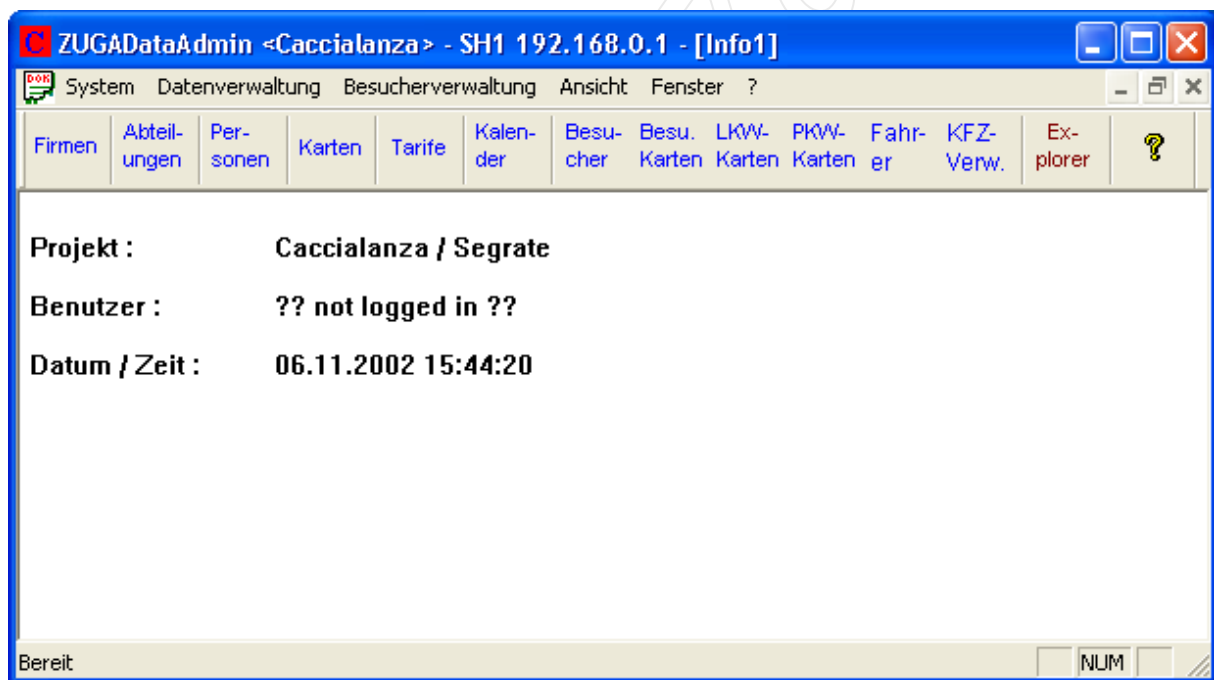 C ZUGADataAdmin <Caccialanza> - SH1 192.168.0.1 - [Info1]
DOK System Datenverwaltung Besucherverwaltung Ansicht Fenster ?
Firmen Abteil- Per- Karten Tarife Kalen- Besu- Besu. LKW- PKW- Fahr- KFZ- Ex- ?
ungen sonen der cher Karten Karten Karten er Verw. plorer
Projekt : Caccialanza / Segrate
Benutzer : ?? not logged in ??
Datum / Zeit : 06.11.2002 15:44:20
Bereit NUM